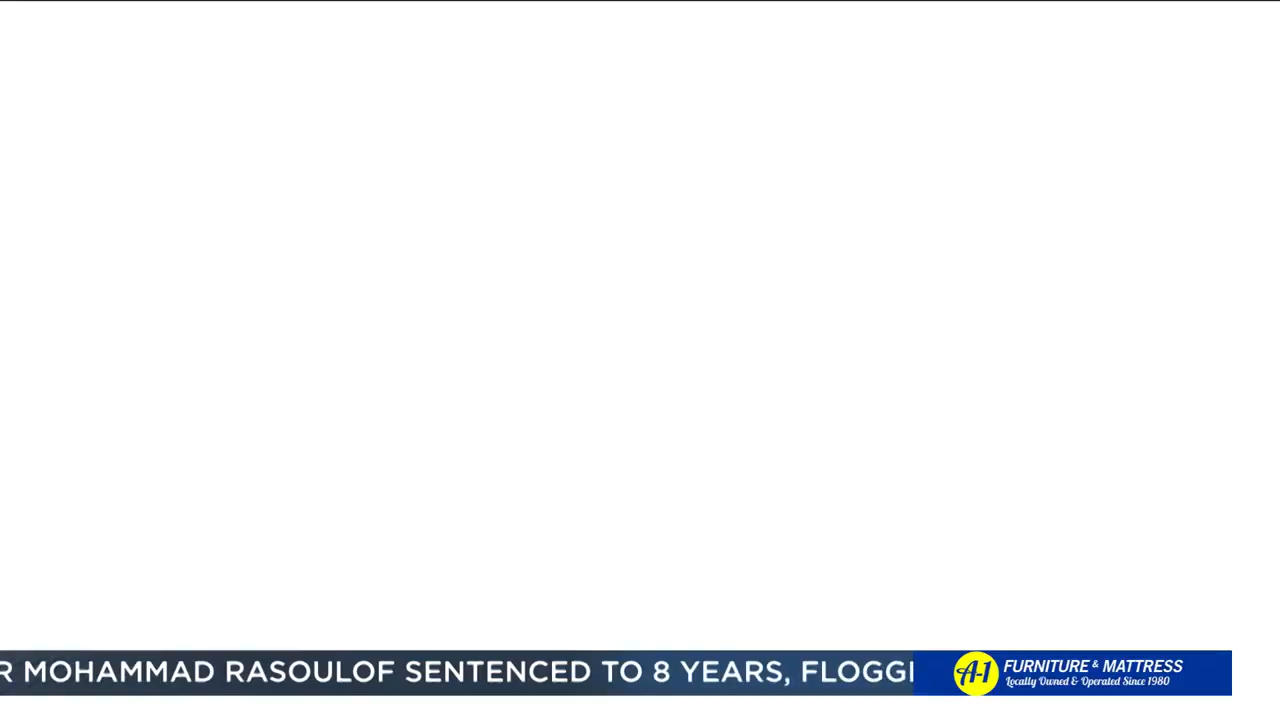 R MOHAMMAD RASOULOF SENTENCED TO 8 YEARS, FLOGGI
A-1 FURNITURE & MATTRESS
Locally Owned & Operated Since 1980